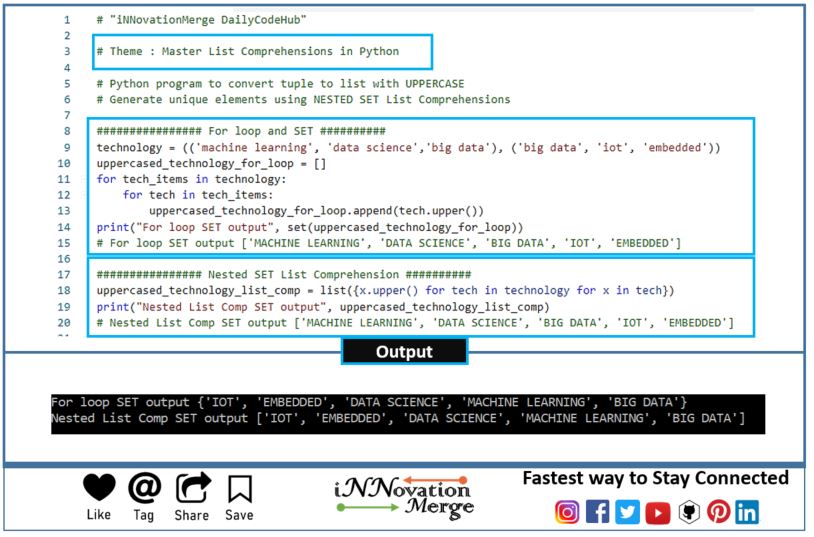 1 # "iNNovationMerge DailyCodeHub"
2
3 # Theme : Master List Comprehensions in Python
4
5 # Python program to convert tuple to list with UPPERCASE
6 # Generate unique elements using NESTED SET List Comprehensions
7
8 ################ For loop and SET ##########
9 technology = (('machine learning', 'data science','big data'), ('big data', 'iot', 'embedded'))
10 uppercased_technology_for_loop = []
11 for tech_items in technology:
12     for tech in tech_items:
13         uppercased_technology_for_loop.append(tech.upper())
14 print("For loop SET output", set(uppercased_technology_for_loop))
15 # For loop SET output ['MACHINE LEARNING', 'DATA SCIENCE', 'BIG DATA', 'IOT', 'EMBEDDED']
16
17 ################ Nested SET List Comprehension ##########
18 uppercased_technology_list_comp = list({x.upper() for tech in technology for x in tech})
19 print("Nested List Comp SET output", uppercased_technology_list_comp)
20 # Nested List Comp SET output ['MACHINE LEARNING', 'DATA SCIENCE', 'BIG DATA', 'IOT', 'EMBEDDED']
Output
For loop SET output {'IOT', 'EMBEDDED', 'DATA SCIENCE', 'MACHINE LEARNING', 'BIG DATA'}
Nested List Comp SET output ['IOT', 'EMBEDDED', 'DATA SCIENCE', 'MACHINE LEARNING', 'BIG DATA']
Like Tag Share Save
iNNovation
Merge
Fastest way to Stay Connected